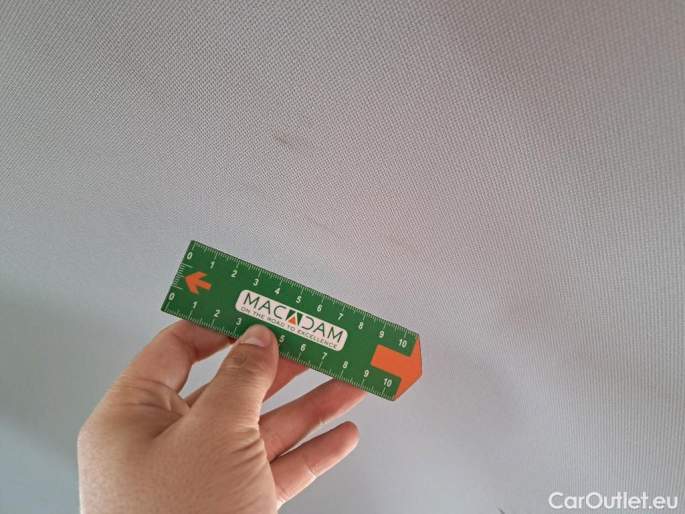 0 1 2 3 4 5 6 7 8 9 10
MACADAM
ON THE ROAD TO EXCELLENCE
0 1 2 3 5 6 7 8 9 10
CarOutlet.eu